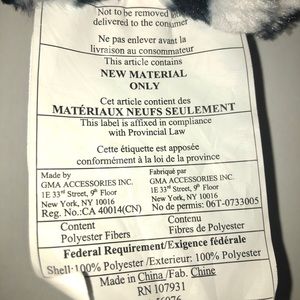 Not to be removed
delivered to the consumer
Ne pas enlever avant la
livraison au consommateur
This article contains
NEW MATERIAL
ONLY
Cet article contient des
MATÉRIAUX NEUFS SEULEMENT
This label is affixed in compliance
with Provincial Law
Cette étiquette est apposée
conformément à la loi de la province
Made by
GMA ACCESSORIES INC.
1E 33rd Street, 9th Floor
New York, NY 10016
Reg. No.:CA 40014(CN)
Fabriqué par
GMA ACCESSORIES INC.
1E 33rd Street, 9th Floor
New York, NY 10016
No de permis: 06T-0733005
Content
Polyester Fibers
Contenu
Fibres de Polyester
Federal Requirement/Exigence fédérale
Shell:100% Polyester /Exterieur: 100% Polyester
Made in China /Fab. Chine
RN 107931